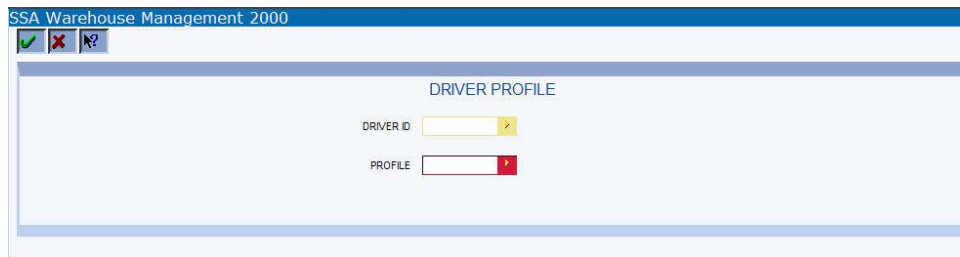 SSA Warehouse Management 2000
?
DRIVER PROFILE
DRIVER ID
PROFILE